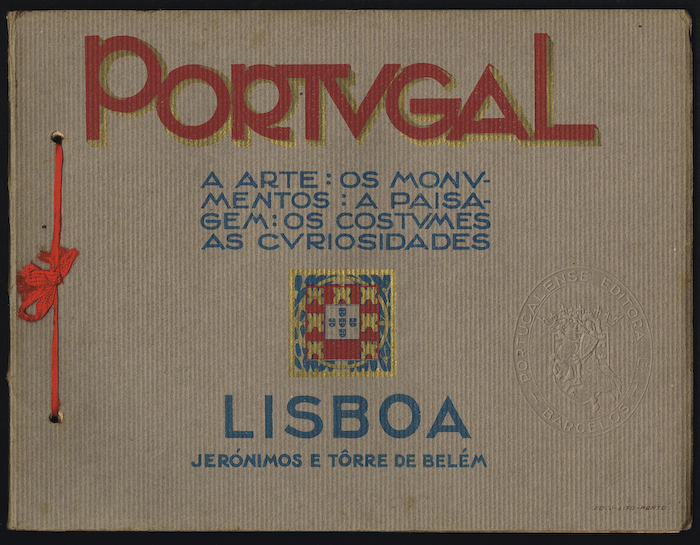 PORTVGAL
A ARTE : OS MONV-
MENTOS : A PAISA-
GEM : OS COSTVMES
AS CVRIOSIDADES
PORTUCALENSE EDITORA
BARCELOS
LISBOA
JERÓNIMOS E TÔRRE DE BELÉM